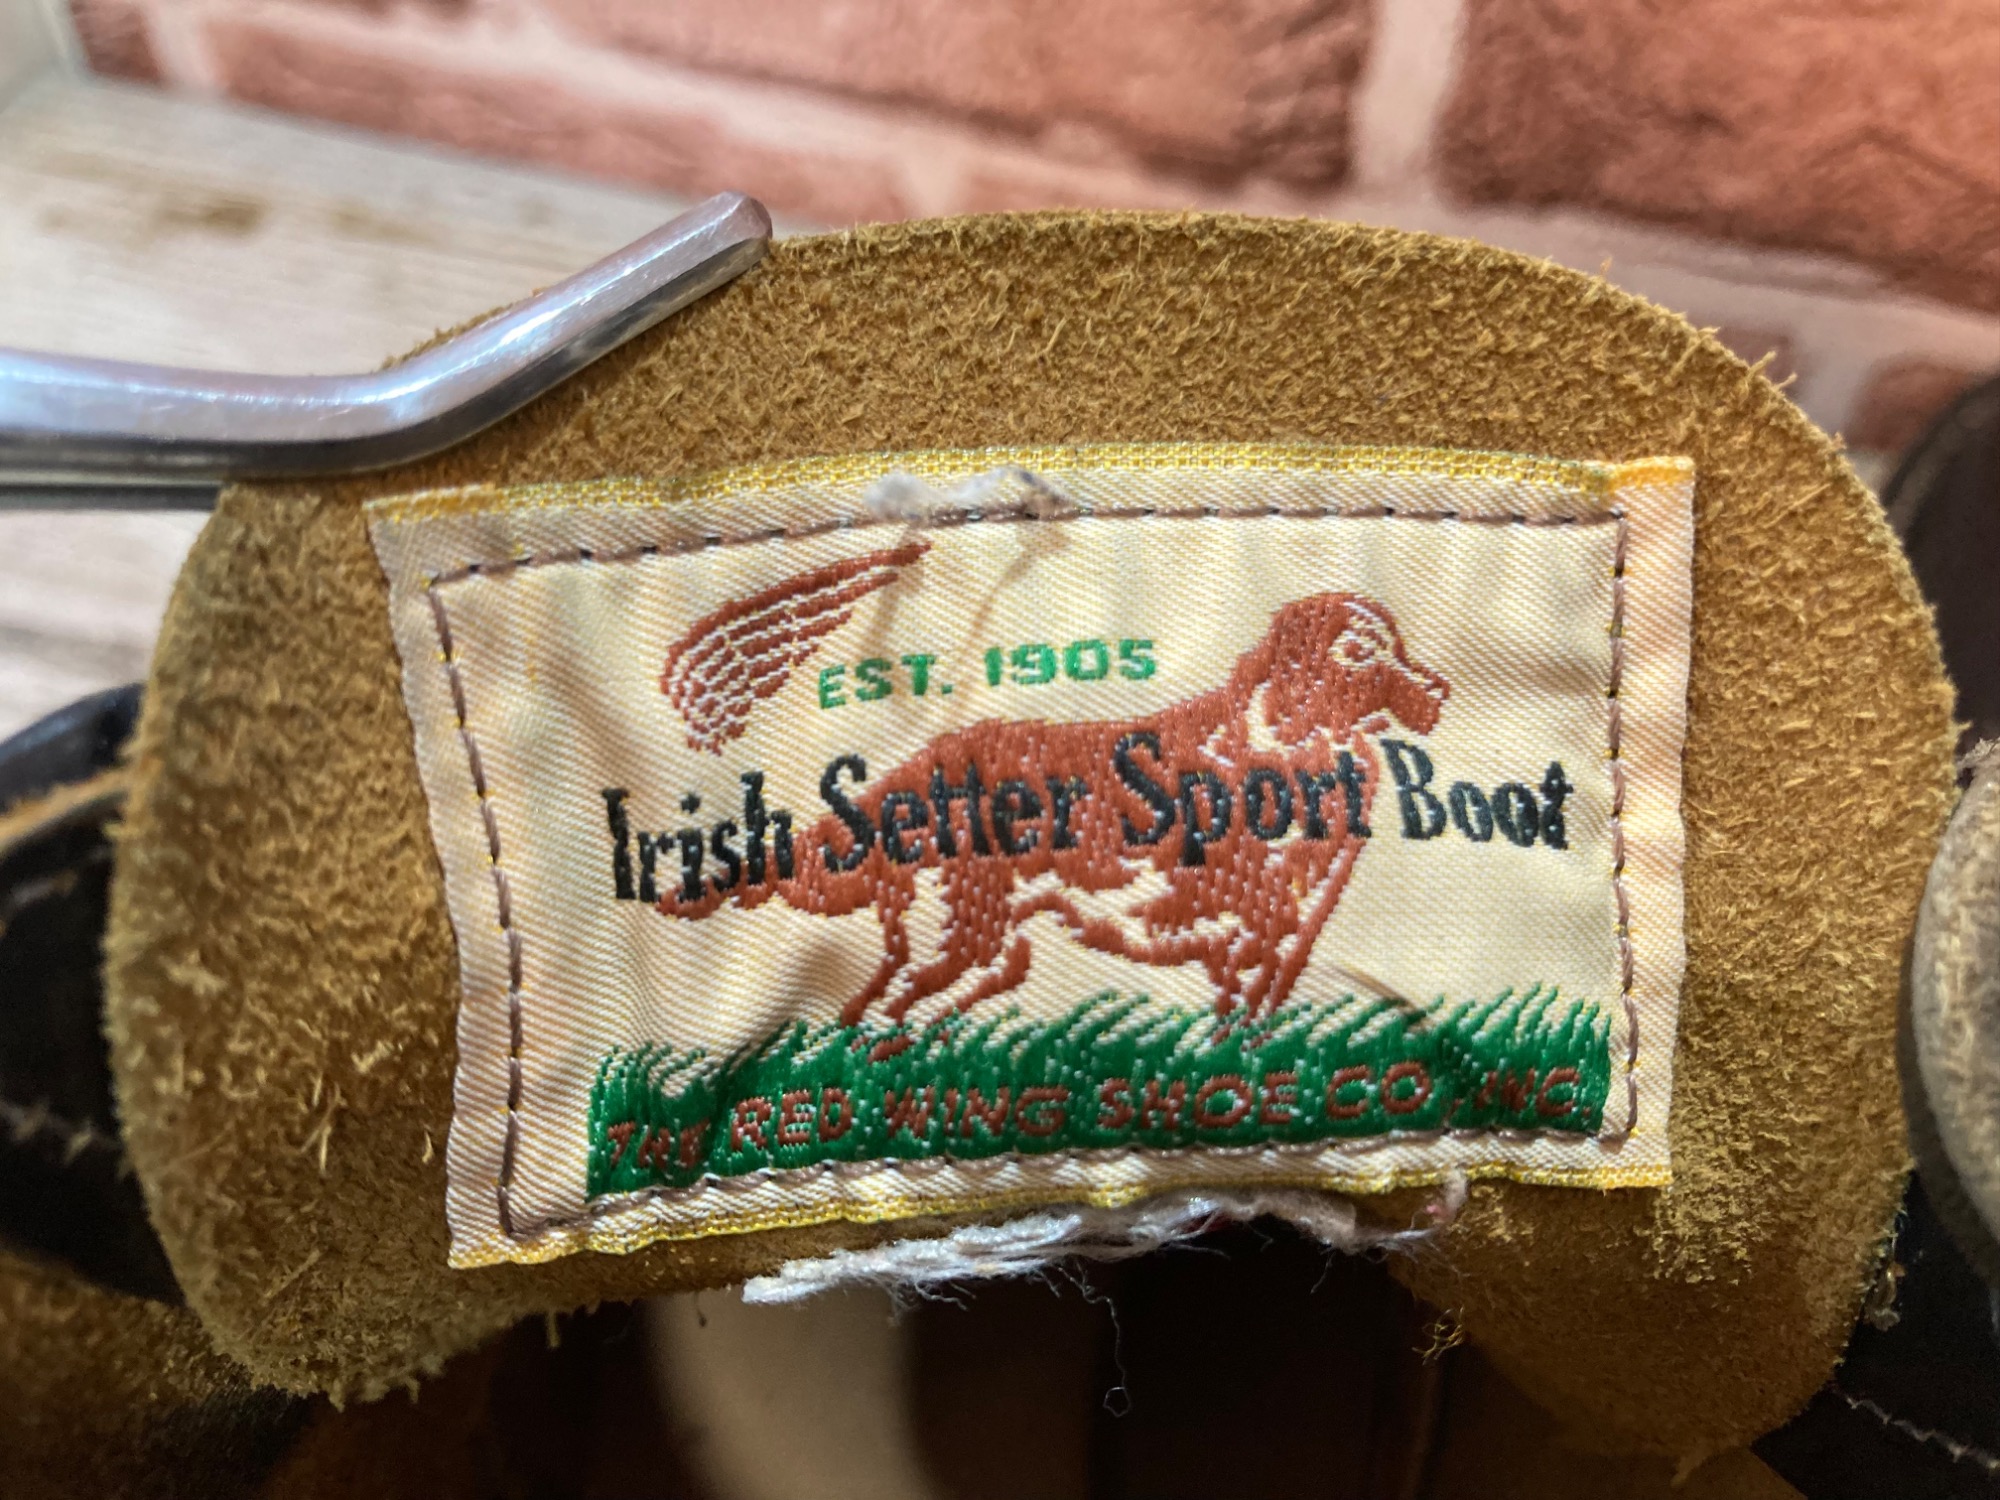 EST. 1905
Irish Setter Sport Boot
THE RED WING SHOE CO. INC.